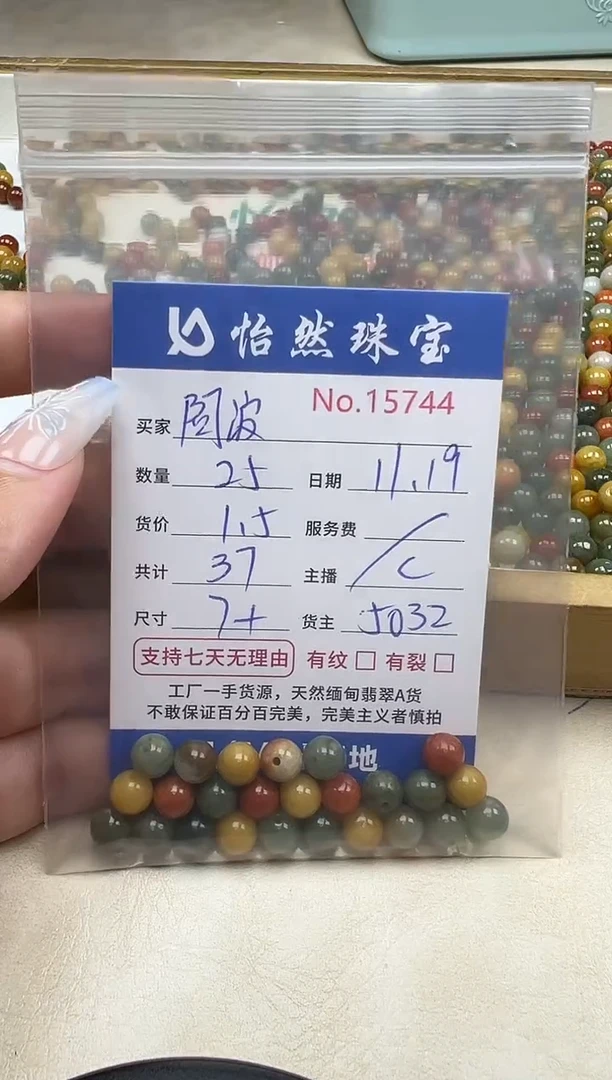 怡然珠宝
No.15744
买家 周波
数量 25 日期 11.19
货价 1.5 服务费 /
共计 37 主播 C
尺寸 7+ 货主 5032
支持七天无理由 有纹 □ 有裂 □
工厂一手货源，天然缅甸翡翠A货
不敢保证百分百完美，完美主义者慎拍
地